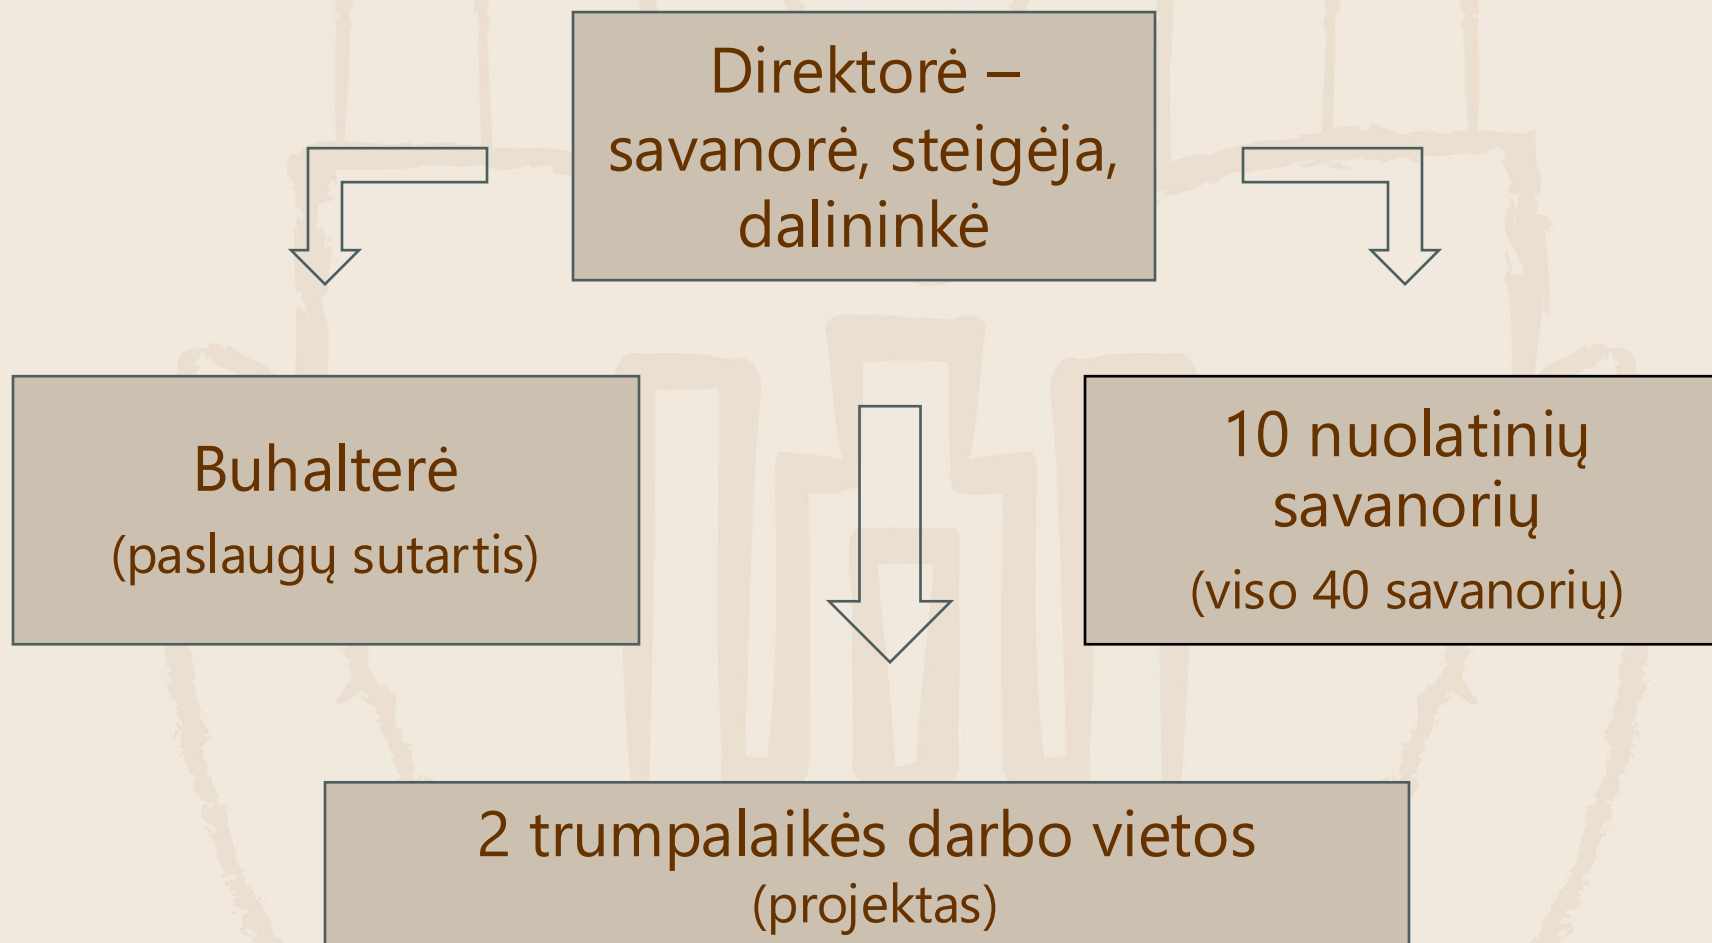 Direktorė –
savanorė, steigėja,
dalininkė
Buhalterė
(paslaugų sutartis)
10 nuolatinių
savanorių
(viso 40 savanorių)
2 trumpalaikės darbo vietos
(projektas)